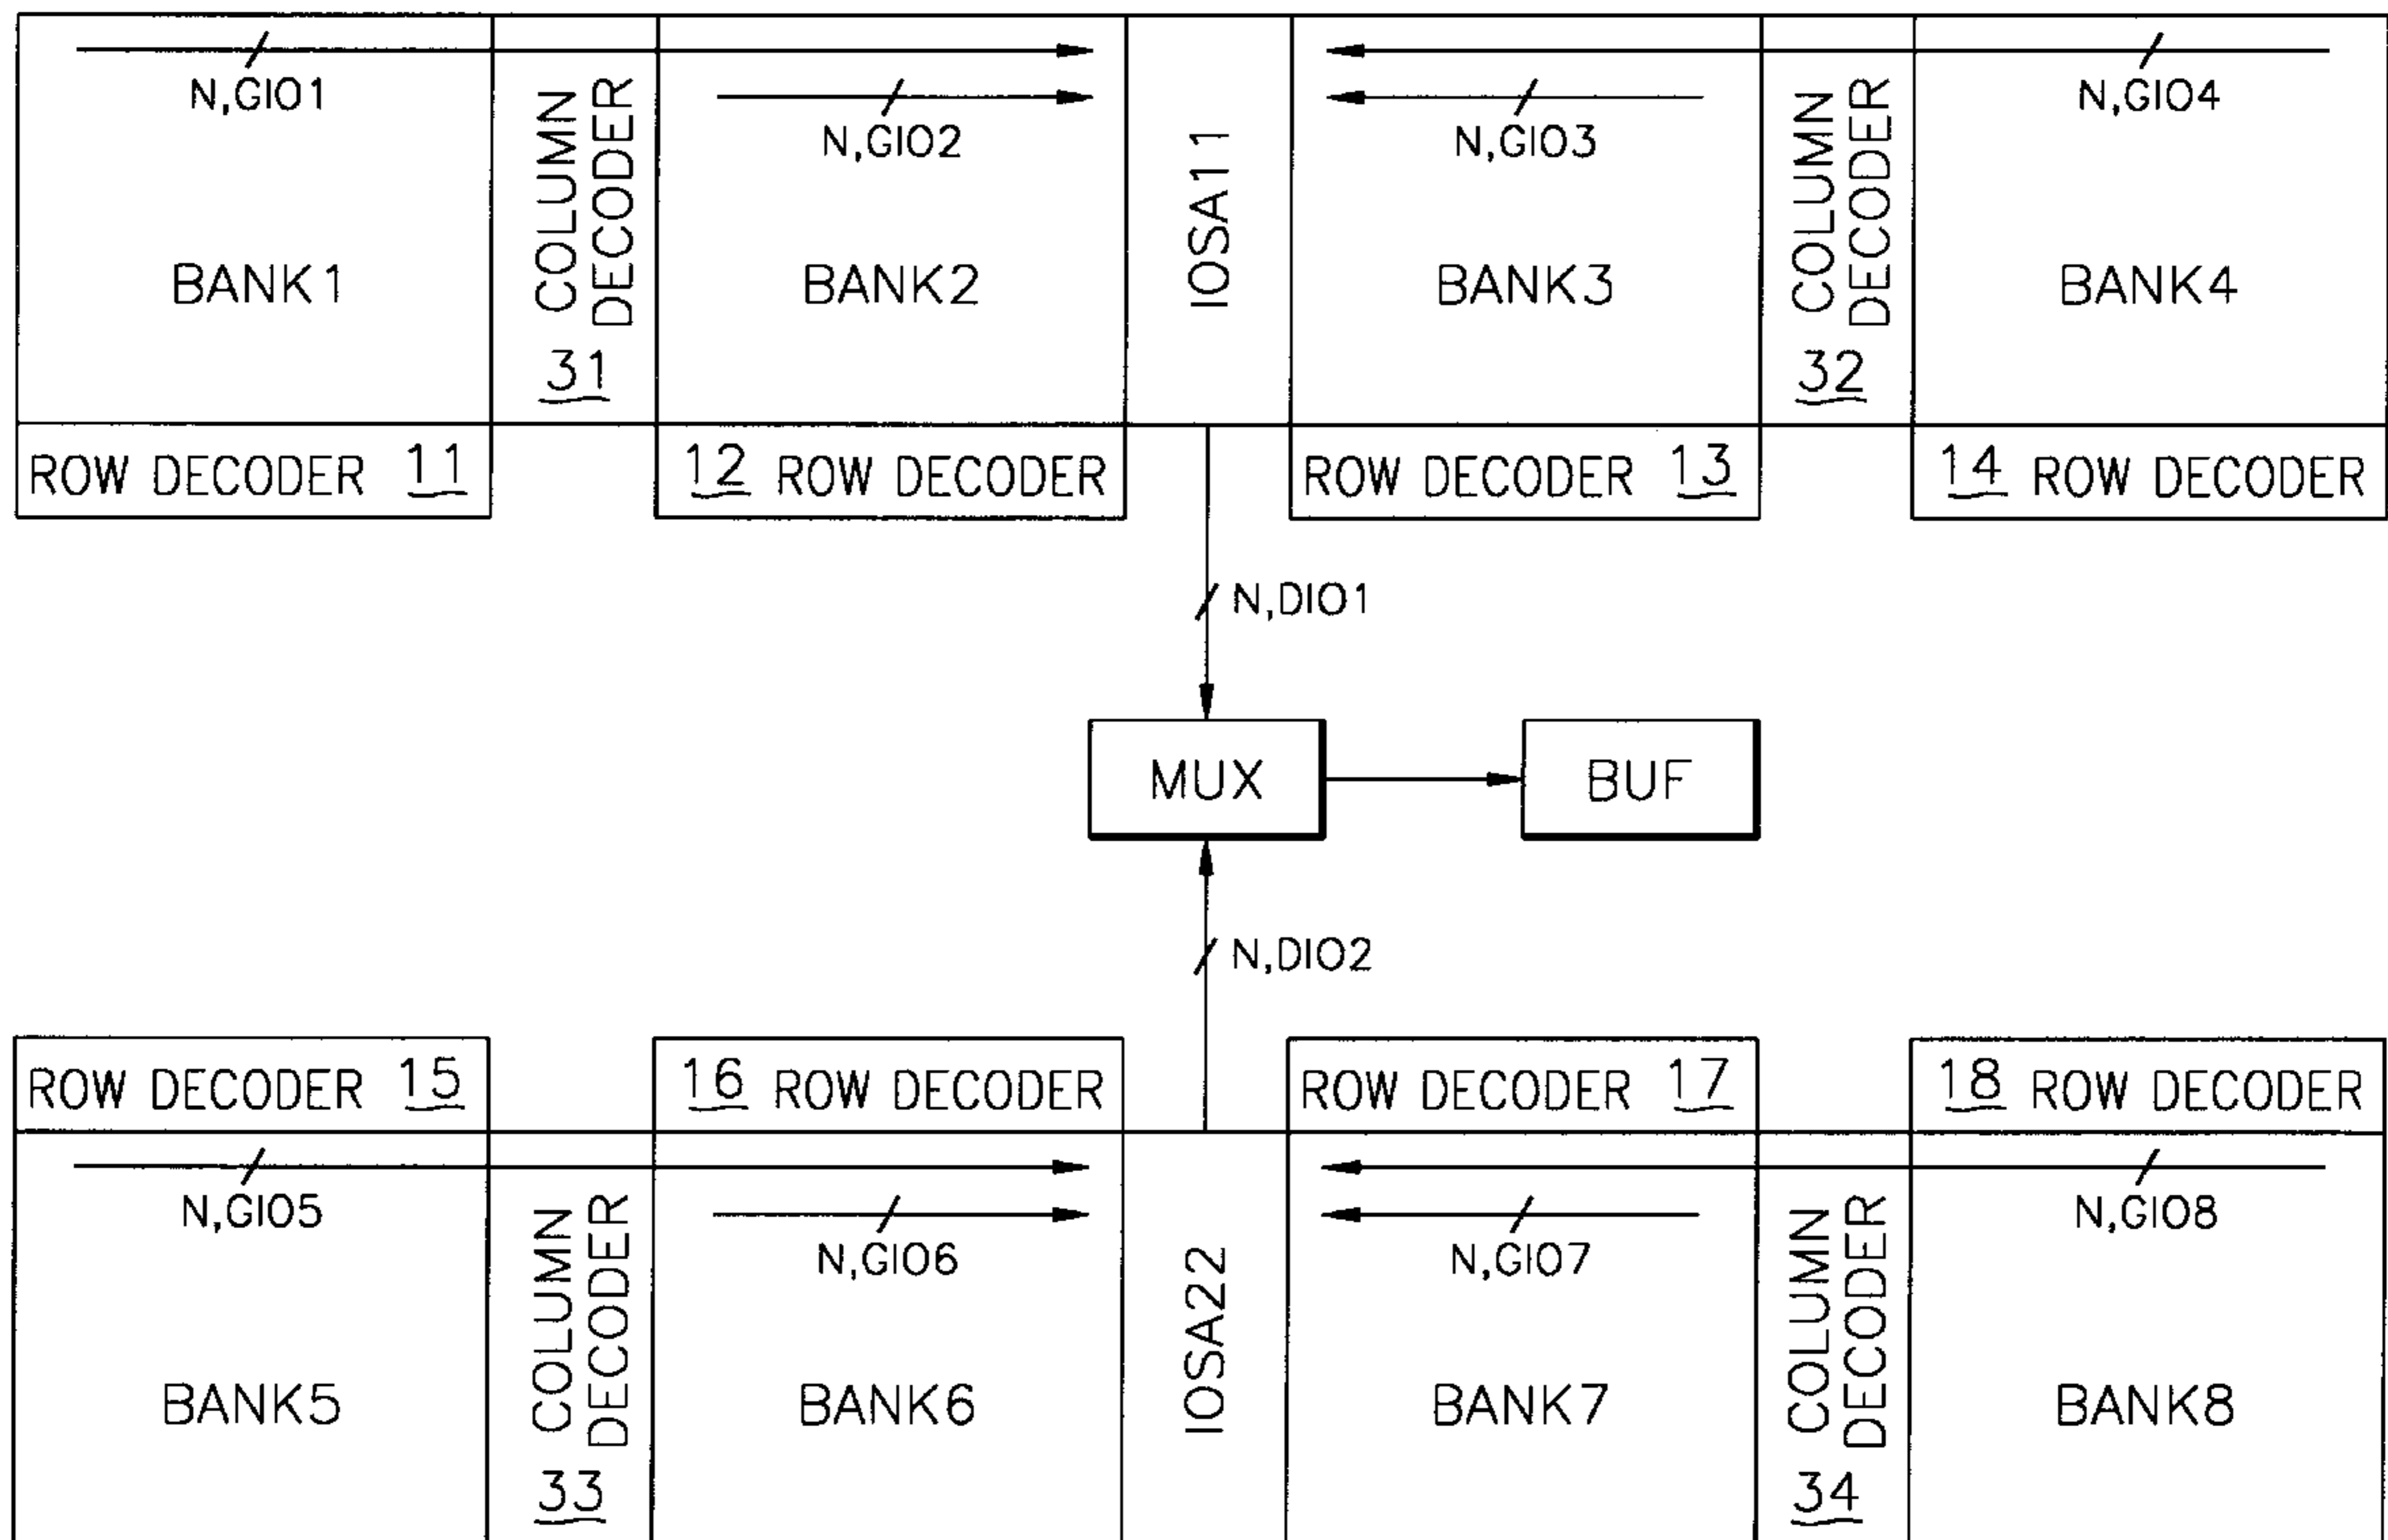 N,GIO1
N,GIO2
N,GIO3
N,GIO4
BANK1
COLUMN
DECODER
31
BANK2
IOSA11
BANK3
COLUMN
DECODER
32
BANK4
ROW DECODER 11
12 ROW DECODER
ROW DECODER 13
14 ROW DECODER
N,DIO1
MUX
BUF
N,DIO2
ROW DECODER 15
16 ROW DECODER
ROW DECODER 17
18 ROW DECODER
N,GIO5
N,GIO6
N,GIO7
N,GIO8
BANK5
COLUMN
DECODER
33
BANK6
IOSA22
BANK7
COLUMN
DECODER
34
BANK8